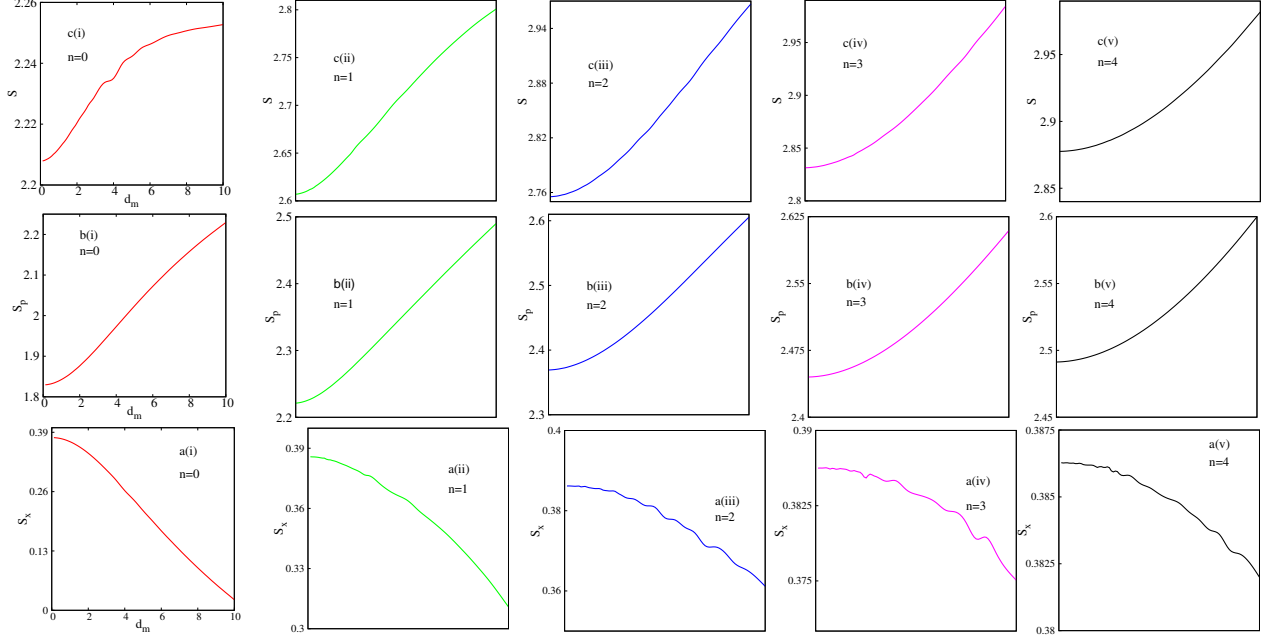 2.26
2.24
2.22
2.2
S
c(i)
n=0
0 2 4 6 8 10
d_m
2.8
2.7
2.65
2.6
S
c(ii)
n=1
2.94
2.88
2.82
2.76
S
c(iii)
n=2
2.95
2.9
2.85
2.8
S
c(iv)
n=3
2.95
2.9
2.85
S
c(v)
n=4
2.2
2.1
2
1.9
1.8
S_p
b(i)
n=0
0 2 4 6 8 10
d_m
2.5
2.4
2.3
2.2
S_p
b(ii)
n=1
2.6
2.5
2.4
2.3
S_p
b(iii)
n=2
2.625
2.55
2.475
2.4
S_p
b(iv)
n=3
2.6
2.55
2.5
2.45
S_p
b(v)
n=4
0.39
0.26
0.13
0
S_x
a(i)
n=0
0 2 4 6 8 10
d_m
0.39
0.36
0.33
0.3
S_x
a(ii)
n=1
0.4
0.38
0.36
S_x
a(iii)
n=2
0.39
0.3825
0.375
S_x
a(iv)
n=3
0.3875
0.385
0.3825
0.38
S_x
a(v)
n=4